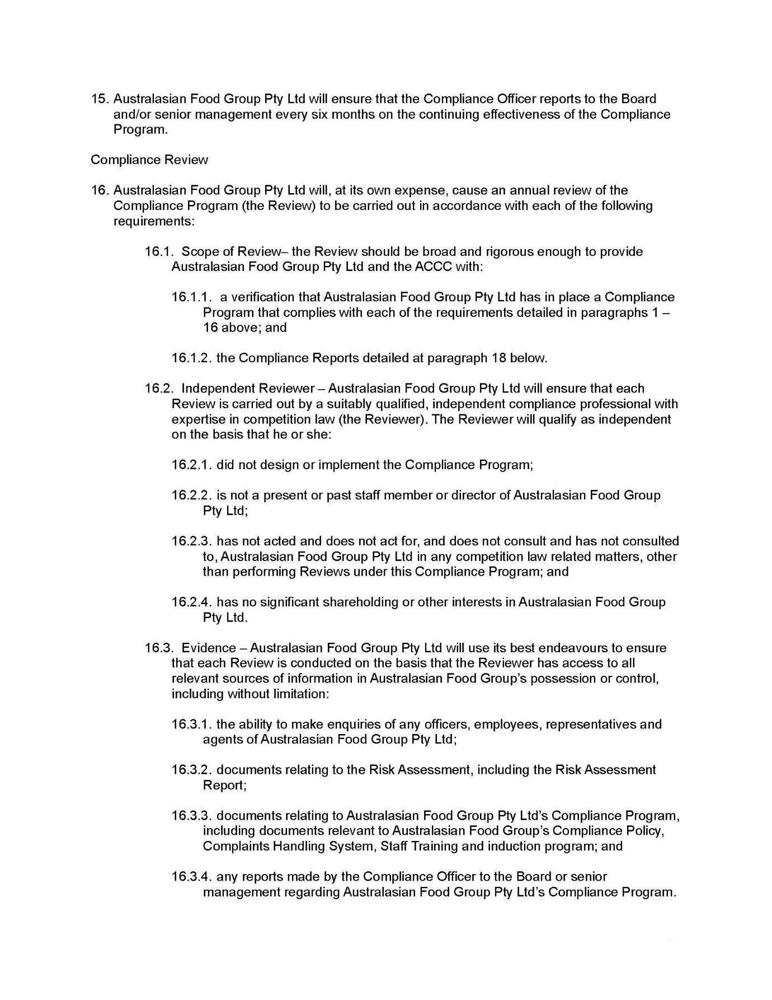 15. Australasian Food Group Pty Ltd will ensure that the Compliance Officer reports to the Board
and/or senior management every six months on the continuing effectiveness of the Compliance
Program.
Compliance Review
16. Australasian Food Group Pty Ltd will, at its own expense, cause an annual review of the
Compliance Program (the Review) to be carried out in accordance with each of the following
requirements:
16.1. Scope of Review– the Review should be broad and rigorous enough to provide
Australasian Food Group Pty Ltd and the ACCC with:
16.1.1. a verification that Australasian Food Group Pty Ltd has in place a Compliance
Program that complies with each of the requirements detailed in paragraphs 1 –
16 above; and
16.1.2. the Compliance Reports detailed at paragraph 18 below.
16.2. Independent Reviewer – Australasian Food Group Pty Ltd will ensure that each
Review is carried out by a suitably qualified, independent compliance professional with
expertise in competition law (the Reviewer). The Reviewer will qualify as independent
on the basis that he or she:
16.2.1. did not design or implement the Compliance Program;
16.2.2. is not a present or past staff member or director of Australasian Food Group
Pty Ltd;
16.2.3. has not acted and does not act for, and does not consult and has not consulted
to, Australasian Food Group Pty Ltd in any competition law related matters, other
than performing Reviews under this Compliance Program; and
16.2.4. has no significant shareholding or other interests in Australasian Food Group
Pty Ltd.
16.3. Evidence – Australasian Food Group Pty Ltd will use its best endeavours to ensure
that each Review is conducted on the basis that the Reviewer has access to all
relevant sources of information in Australasian Food Group’s possession or control,
including without limitation:
16.3.1. the ability to make enquiries of any officers, employees, representatives and
agents of Australasian Food Group Pty Ltd;
16.3.2. documents relating to the Risk Assessment, including the Risk Assessment
Report;
16.3.3. documents relating to Australasian Food Group Pty Ltd’s Compliance Program,
including documents relevant to Australasian Food Group’s Compliance Policy,
Complaints Handling System, Staff Training and induction program; and
16.3.4. any reports made by the Compliance Officer to the Board or senior
management regarding Australasian Food Group Pty Ltd’s Compliance Program.